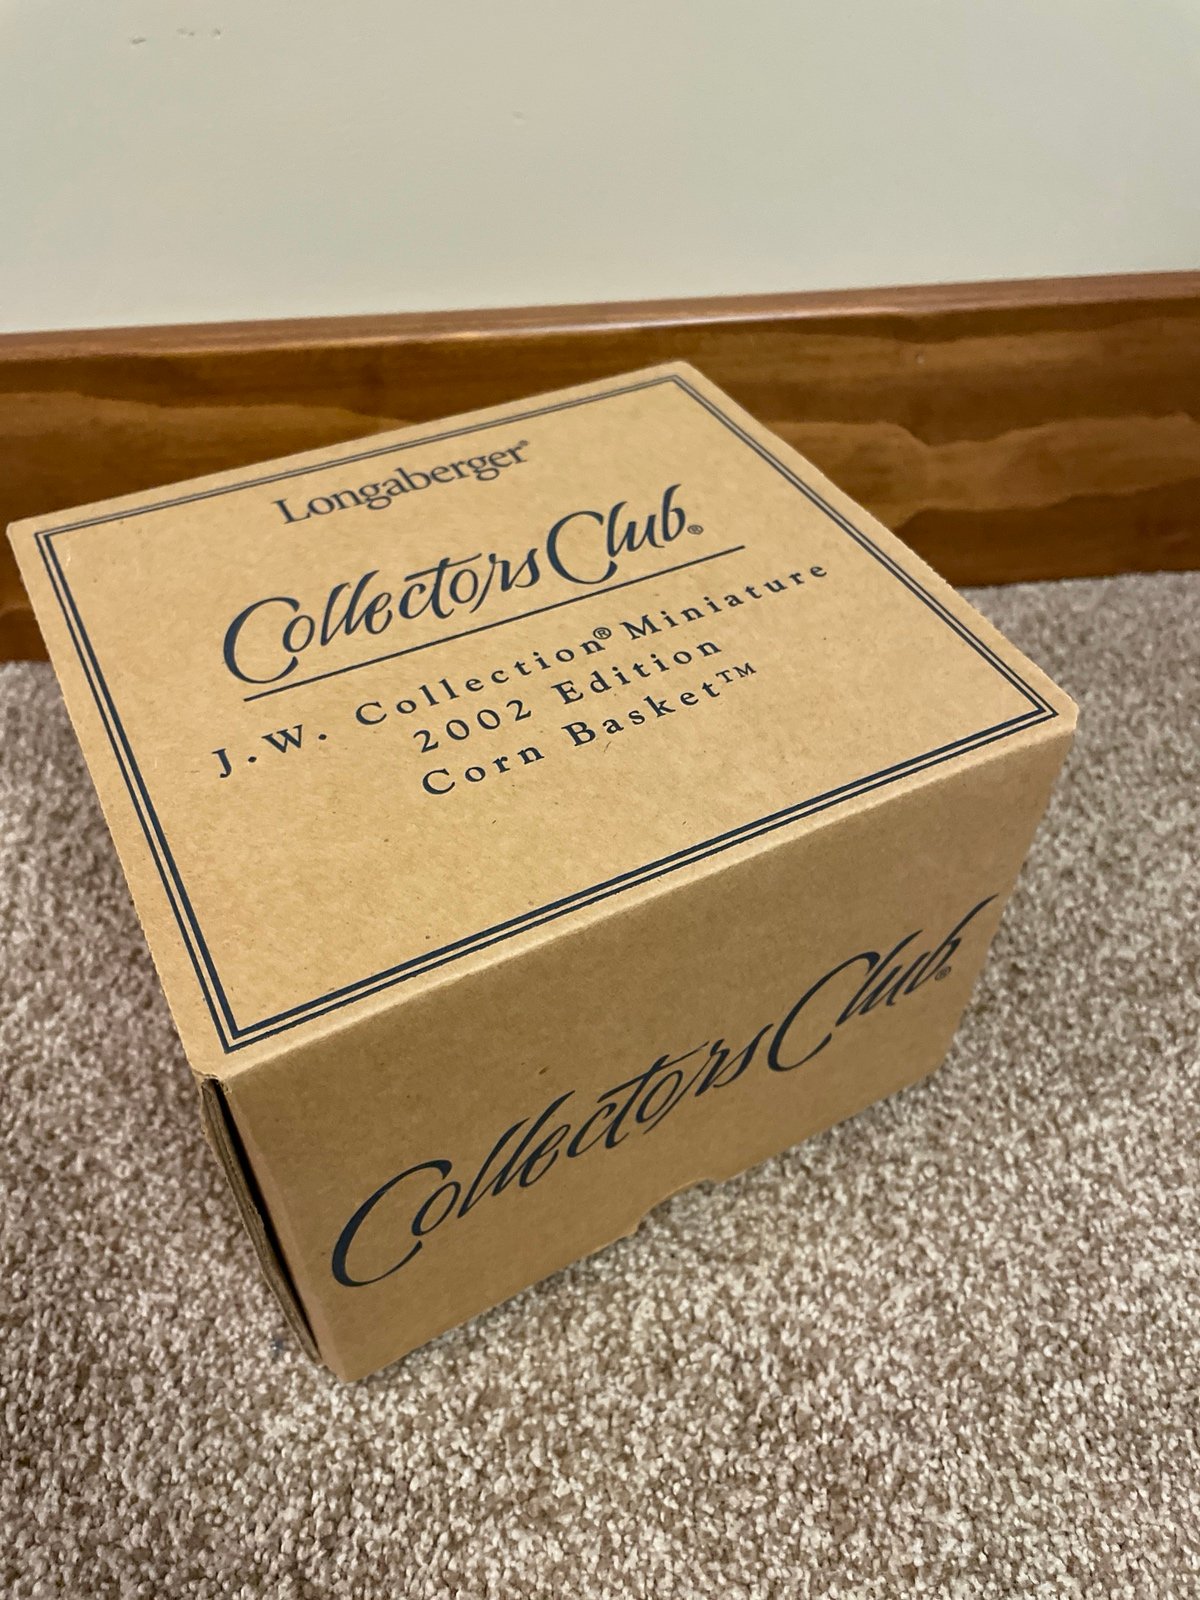 Longaberger®
Collectors Club®
J.W. Collection® Miniature
2002 Edition
Corn Basket™
Collectors Club®